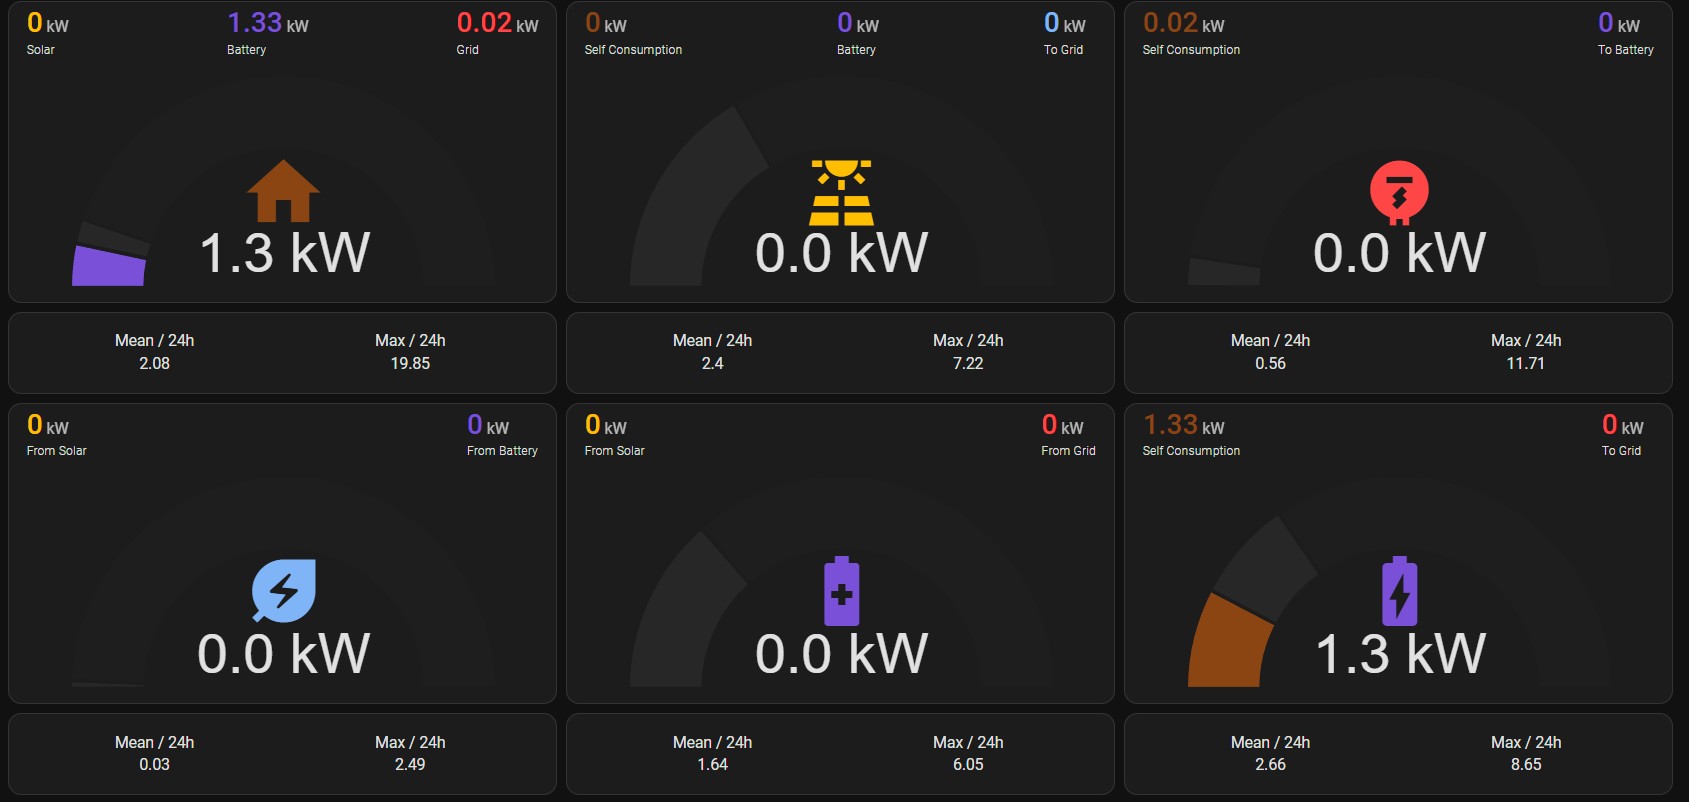 0 kW 1.33 kW 0.02 kW
Solar Battery Grid
1.3 kW
0 kW 0 kW 0 kW
Self Consumption Battery To Grid
0.0 kW
0.02 kW 0 kW
Self Consumption To Battery
0.0 kW
Mean / 24h Max / 24h
2.08 19.85
Mean / 24h Max / 24h
2.4 7.22
Mean / 24h Max / 24h
0.56 11.71
0 kW 0 kW
From Solar From Battery
0.0 kW
0 kW 0 kW
From Solar From Grid
0.0 kW
1.33 kW 0 kW
Self Consumption To Grid
1.3 kW
Mean / 24h Max / 24h
0.03 2.49
Mean / 24h Max / 24h
1.64 6.05
Mean / 24h Max / 24h
2.66 8.65